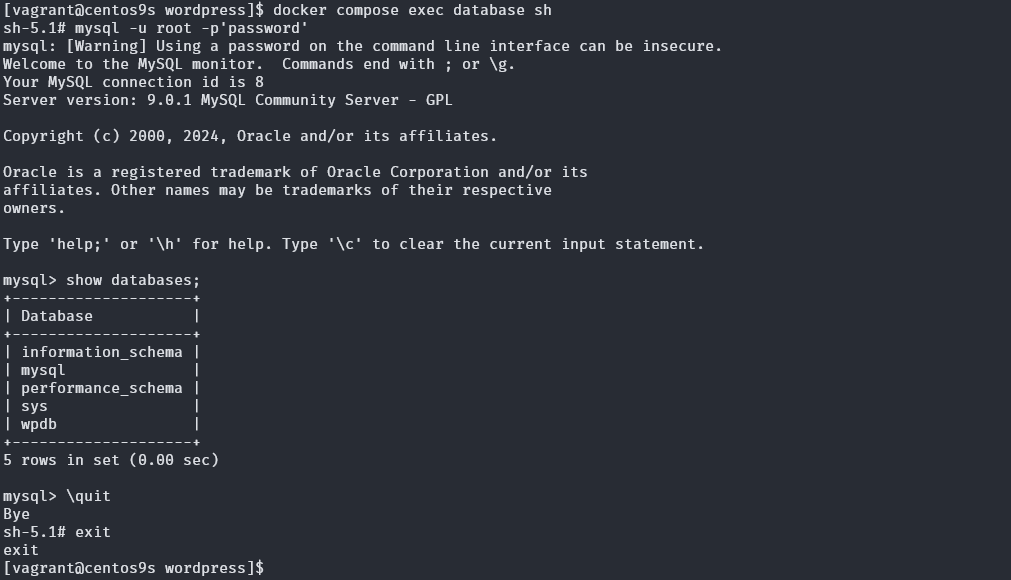 [vagrant@centos9s wordpress]$ docker compose exec database sh
sh-5.1# mysql -u root -p'password'
mysql: [Warning] Using a password on the command line interface can be insecure.
Welcome to the MySQL monitor.  Commands end with ; or \g.
Your MySQL connection id is 8
Server version: 9.0.1 MySQL Community Server - GPL

Copyright (c) 2000, 2024, Oracle and/or its affiliates.

Oracle is a registered trademark of Oracle Corporation and/or its
affiliates. Other names may be trademarks of their respective
owners.

Type 'help;' or '\h' for help. Type '\c' to clear the current input statement.

mysql> show databases;
+--------------------+
| Database           |
+--------------------+
| information_schema |
| mysql              |
| performance_schema |
| sys                |
| wpdb               |
+--------------------+
5 rows in set (0.00 sec)

mysql> \quit
Bye
sh-5.1# exit
exit
[vagrant@centos9s wordpress]$